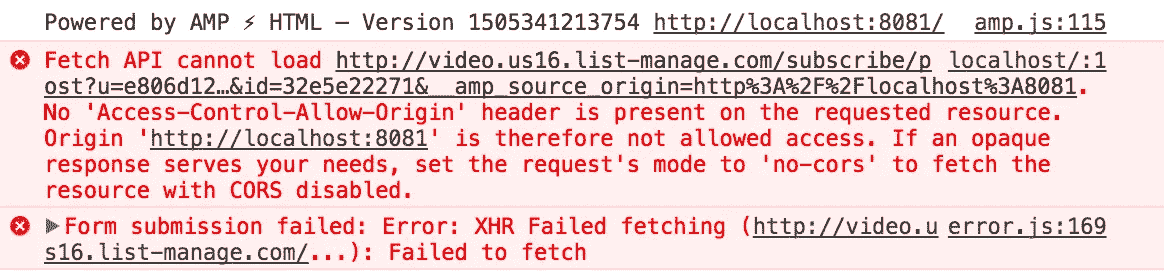 Powered by AMP ⚡ HTML – Version 1505341213754 http://localhost:8081/ amp.js:115
Fetch API cannot load http://video.us16.list-manage.com/subscribe/p localhost/:1
ost?u=e806d12…&id=32e5e22271&__amp_source_origin=http%3A%2F%2Flocalhost%3A8081.
No 'Access-Control-Allow-Origin' header is present on the requested resource.
Origin 'http://localhost:8081' is therefore not allowed access. If an opaque
response serves your needs, set the request's mode to 'no-cors' to fetch the
resource with CORS disabled.
▶Form submission failed: Error: XHR Failed fetching (http://video.u error.js:169
s16.list-manage.com/...): Failed to fetch